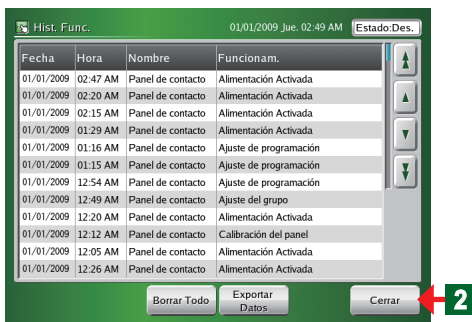 Hist. Func. 01/01/2009 Jue. 02:49 AM Estado:Des.
Fecha Hora Nombre Funcionam.
01/01/2009 02:47 AM Panel de contacto Alimentación Activada
01/01/2009 02:20 AM Panel de contacto Alimentación Activada
01/01/2009 02:15 AM Panel de contacto Alimentación Activada
01/01/2009 01:29 AM Panel de contacto Alimentación Activada
01/01/2009 01:16 AM Panel de contacto Ajuste de programación
01/01/2009 01:15 AM Panel de contacto Ajuste de programación
01/01/2009 12:54 AM Panel de contacto Ajuste de programación
01/01/2009 12:49 AM Panel de contacto Ajuste del grupo
01/01/2009 12:20 AM Panel de contacto Alimentación Activada
01/01/2009 12:12 AM Panel de contacto Calibración del panel
01/01/2009 12:05 AM Panel de contacto Alimentación Activada
01/01/2009 12:26 AM Panel de contacto Alimentación Activada
Borrar Todo Exportar Datos Cerrar 2